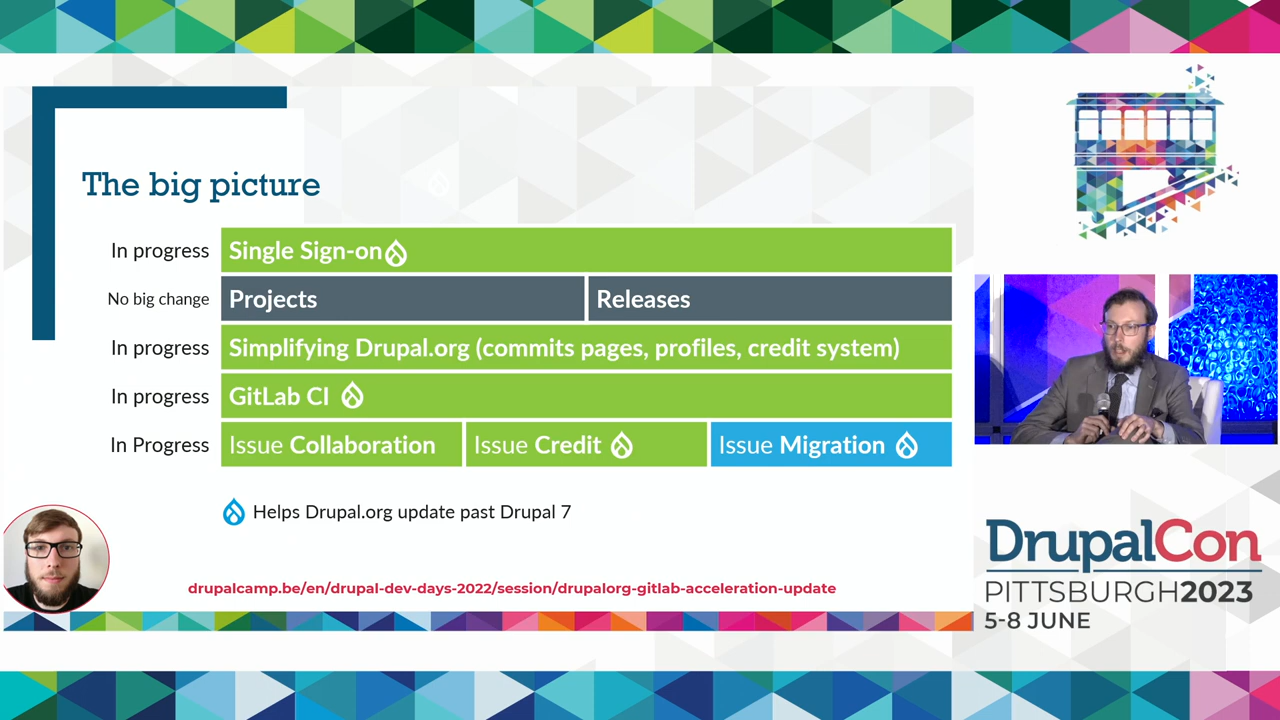 The big picture
In progress Single Sign-on
No big change Projects Releases
In progress Simplifying Drupal.org (commits pages, profiles, credit system)
In progress GitLab CI
In Progress Issue Collaboration Issue Credit Issue Migration
Helps Drupal.org update past Drupal 7
drupalcamp.be/en/drupal-dev-days-2022/session/drupalorg-gitlab-acceleration-update
DrupalCon
PITTSBURGH2023
5-8 JUNE